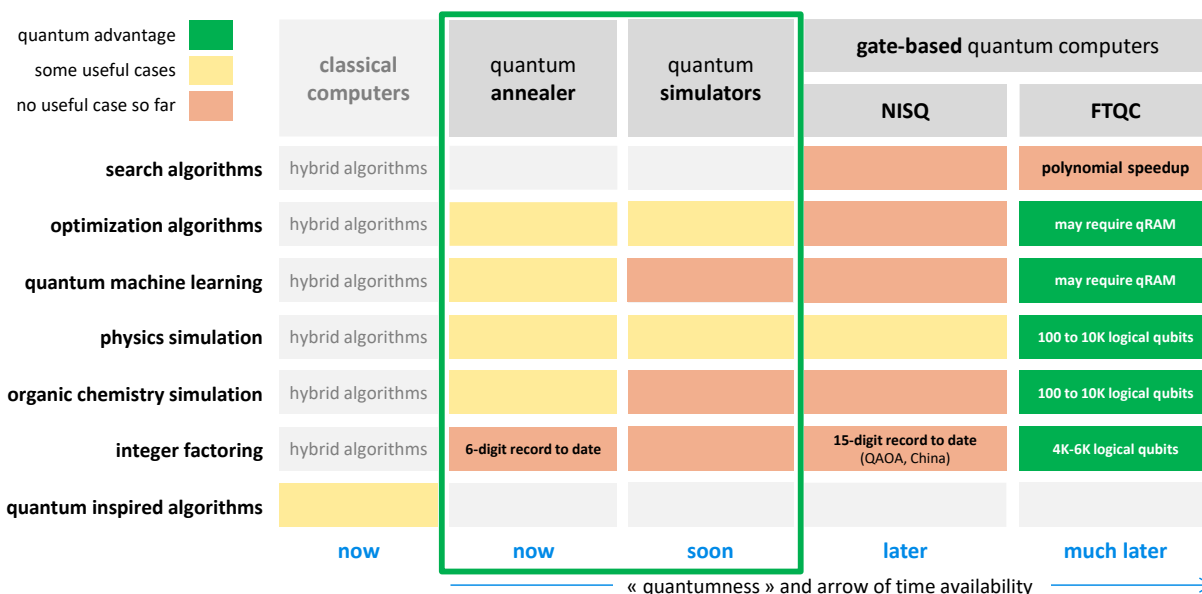 quantum advantage
some useful cases
no useful case so far
classical
computers
quantum
annealer
quantum
simulators
gate-based quantum computers
NISQ
FTQC
search algorithms
hybrid algorithms
polynomial speedup
optimization algorithms
hybrid algorithms
may require qRAM
quantum machine learning
hybrid algorithms
may require qRAM
physics simulation
hybrid algorithms
100 to 10K logical qubits
organic chemistry simulation
hybrid algorithms
100 to 10K logical qubits
integer factoring
hybrid algorithms
6-digit record to date
15-digit record to date
(QAOA, China)
4K-6K logical qubits
quantum inspired algorithms
now
now
soon
later
much later
« quantumness » and arrow of time availability